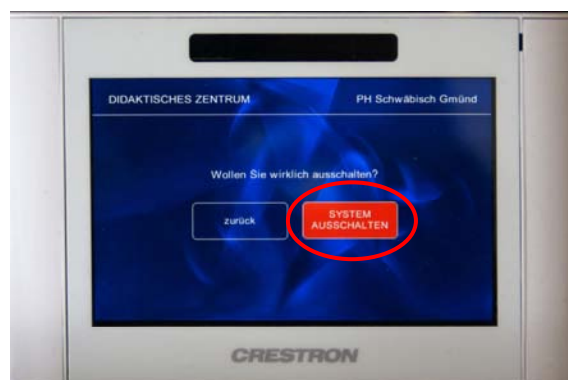 DIDAKTISCHES ZENTRUM PH Schwäbisch Gmünd
Wollen Sie wirklich ausschalten?
zurück
SYSTEM
AUSSCHALTEN
CRESTRON